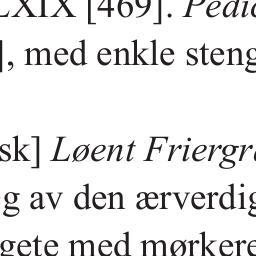 LXIX [469]. Pedic
], med enkle steng
sk] Løent Friergr
g av den ærverdig
gete med mørkere